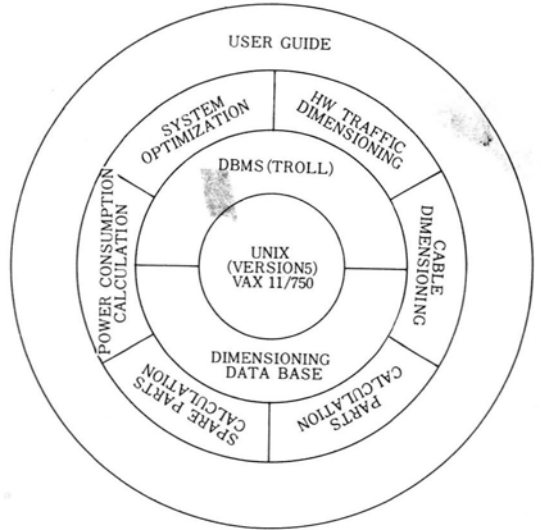 USER GUIDE
SYSTEM
OPTIMIZATION
HW TRAFFIC
DIMENSIONING
DBMS(TROLL)
POWER CONSUMPTION
CALCULATION
UNIX
(VERSION5)
VAX 11/750
CABLE
DIMENSIONING
DIMENSIONING
DATA BASE
SPARE PARTS
CALCULATION
PARTS
CALCULATION